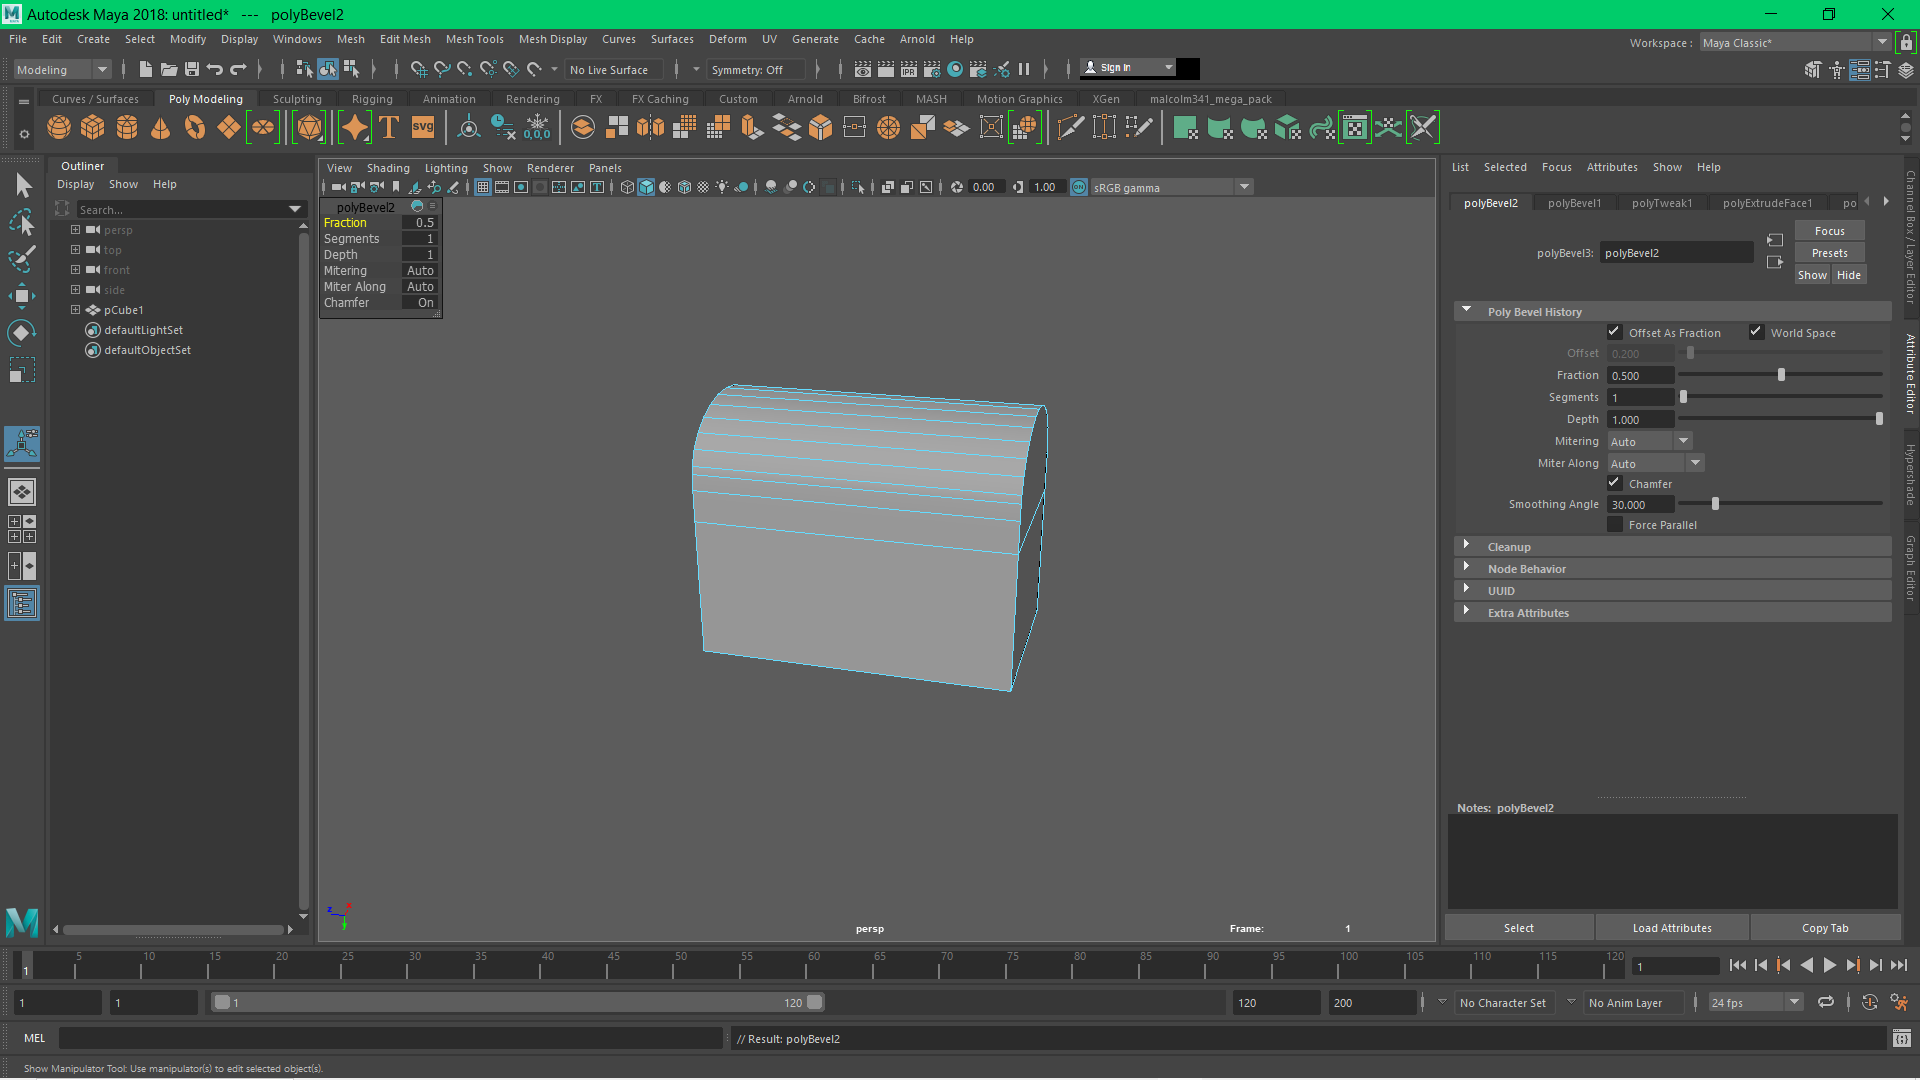 Autodesk Maya 2018: untitled*   ---   polyBevel2
File Edit Create Select Modify Display Windows Mesh Edit Mesh Mesh Tools Mesh Display Curves Surfaces Deform UV Generate Cache Arnold Help
Workspace : Maya Classic*
Modeling No Live Surface Symmetry: Off Sign In
Curves / Surfaces Poly Modeling Sculpting Rigging Animation Rendering FX FX Caching Custom Arnold Bifrost MASH Motion Graphics XGen malcolm341_mega_pack
Outliner
Display Show Help
Search...
persp
top
front
side
pCube1
defaultLightSet
defaultObjectSet
View Shading Lighting Show Renderer Panels
0.00 1.00 sRGB gamma
polyBevel2
Fraction 0.5
Segments 1
Depth 1
Mitering Auto
Miter Along Auto
Chamfer On
persp
Frame: 1
List Selected Focus Attributes Show Help
polyBevel2 polyBevel1 polyTweak1 polyExtrudeFace1 po
polyBevel3: polyBevel2
Focus
Presets
Show Hide
Poly Bevel History
Offset As Fraction World Space
Offset 0.200
Fraction 0.500
Segments 1
Depth 1.000
Mitering Auto
Miter Along Auto
Chamfer
Smoothing Angle 30.000
Force Parallel
Cleanup
Node Behavior
UUID
Extra Attributes
Notes: polyBevel2
Select Load Attributes Copy Tab
Channel Box / Layer Editor
Attribute Editor
Hypershade
Graph Editor
1 5 10 15 20 25 30 35 40 45 50 55 60 65 70 75 80 85 90 95 100 105 110 115 120 1
1 1 1 120 120 200 No Character Set No Anim Layer 24 fps
MEL // Result: polyBevel2
Show Manipulator Tool: Use manipulator(s) to edit selected object(s).